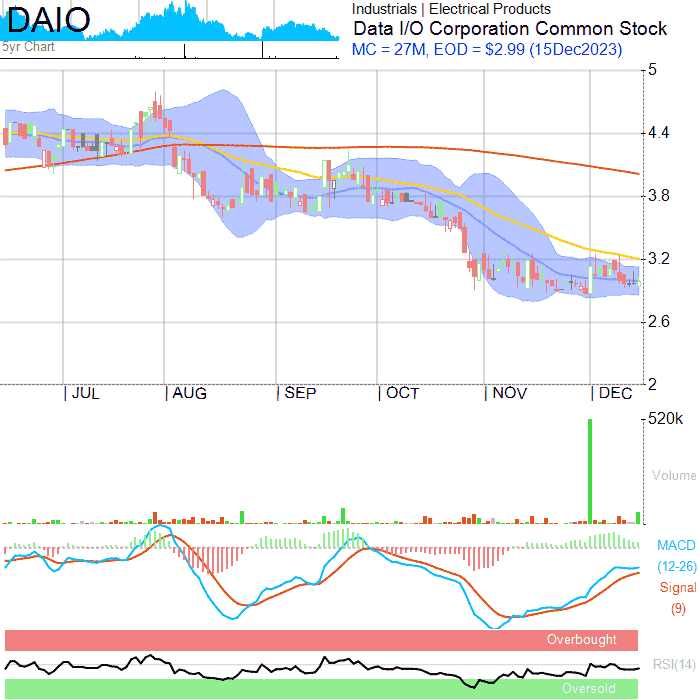 DAIO
5yr Chart
Industrials | Electrical Products
Data I/O Corporation Common Stock
MC = 27M, EOD = $2.99 (15Dec2023)
5
4.4
3.8
3.2
2.6
2
JUL AUG SEP OCT NOV DEC
520k
Volume
MACD
(12-26)
Signal
(9)
Overbought
RSI(14)
Oversold